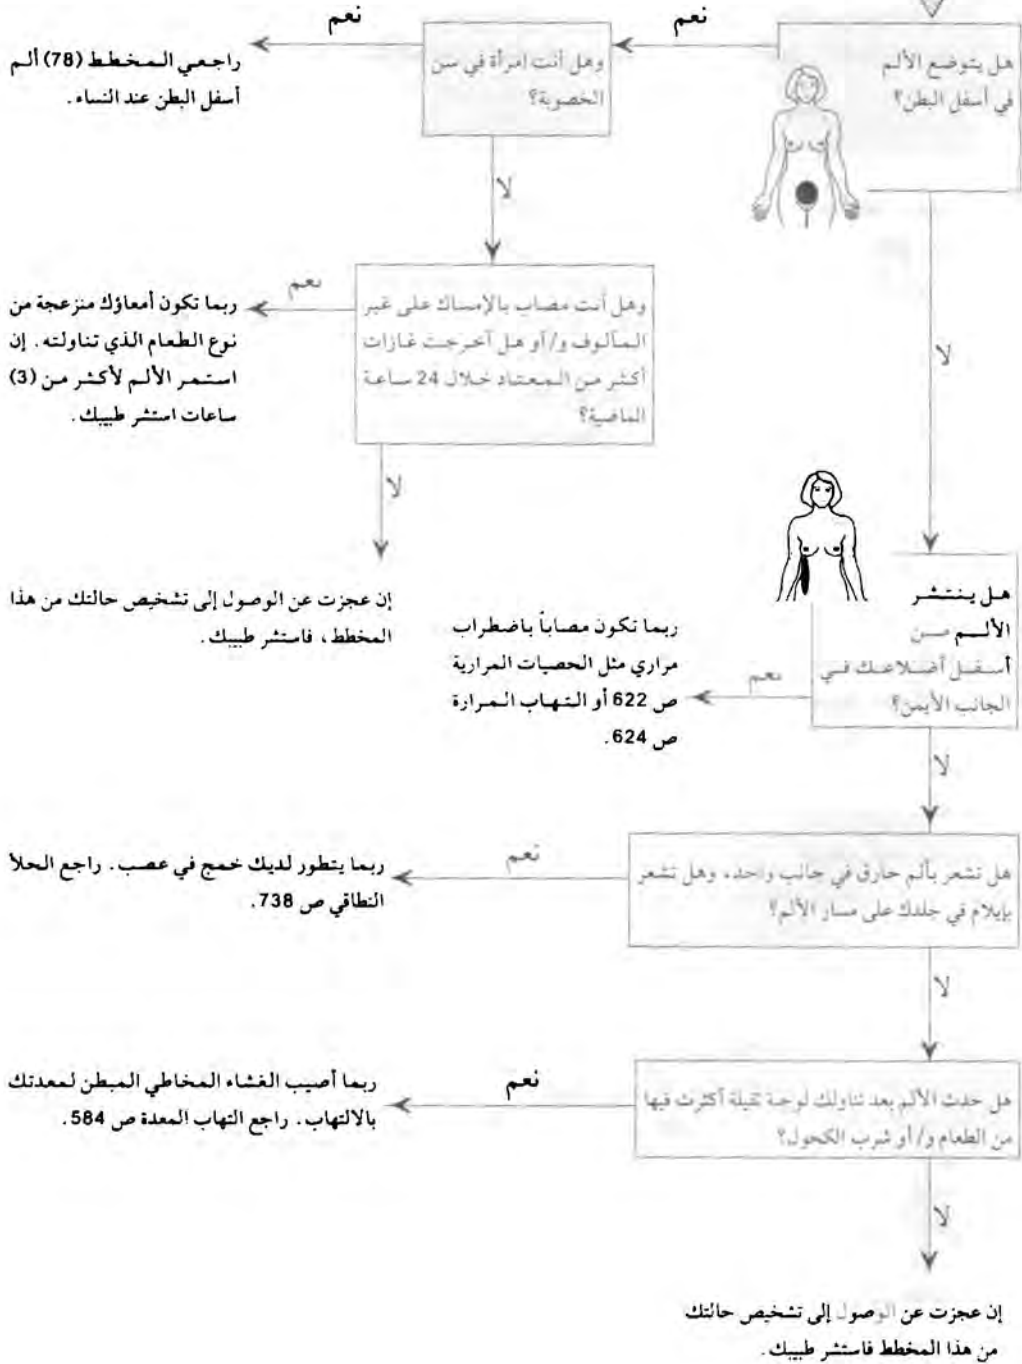 هل يتوضع الألم
في أسفل البطن؟
نعم
وهل أنت امرأة في سن
الخصوبة؟
نعم
راجعي المخطط (78) ألم
أسفل البطن عند النساء.
لا
وهل أنت مصاب بالإمساك على غير
المألوف و/أو هل أخرجت غازات
أكثر من المعتاد خلال 24 ساعة
الماضية؟
نعم
ربما تكون أمعاؤك منزعجة من
نوع الطعام الذي تناولته. إن
استمر الألم لأكثر من (3)
ساعات استشر طبيبك.
لا
إن عجزت عن الوصول إلى تشخيص حالتك من هذا
المخطط، فاستشر طبيبك.
لا
هل ينتشر
الألم من
أسفل أضلاعك في
الجانب الأيمن؟
نعم
ربما تكون مصاباً باضطراب
مراري مثل الحصيات المرارية
ص 622 أو التهاب المرارة
ص 624.
لا
هل تشعر بألم حارق في جانب واحد، وهل تشعر
بإيلام في جلدك على مسار الألم؟
نعم
ربما يتطور لديك خمج في عصب. راجع الحلأ
النطاقي ص 738.
لا
هل حدث الألم بعد تناولك لوجبة ثقيلة أكثرت فيها
من الطعام و/أو شرب الكحول؟
نعم
ربما أصيب الغشاء المخاطي المبطن لمعدتك
بالالتهاب. راجع التهاب المعدة ص 584.
لا
إن عجزت عن الوصول إلى تشخيص حالتك
من هذا المخطط فاستشر طبيبك.